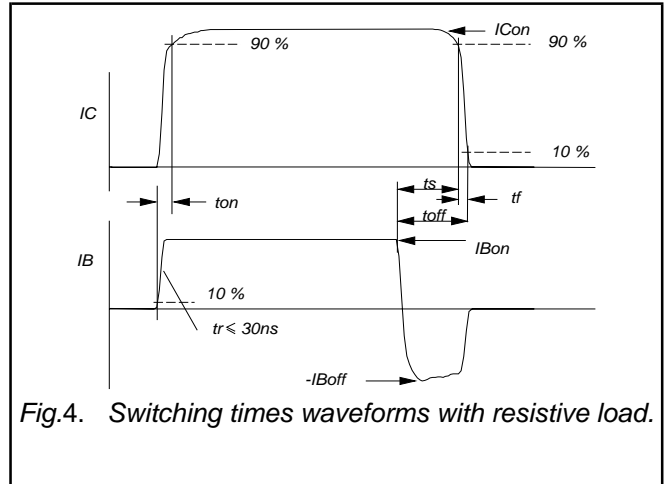 ICon
90 %
90 %
IC
10 %
ts
ton
tf
toff
IBon
IB
10 %
tr ≤ 30ns
-IBoff
Fig.4. Switching times waveforms with resistive load.